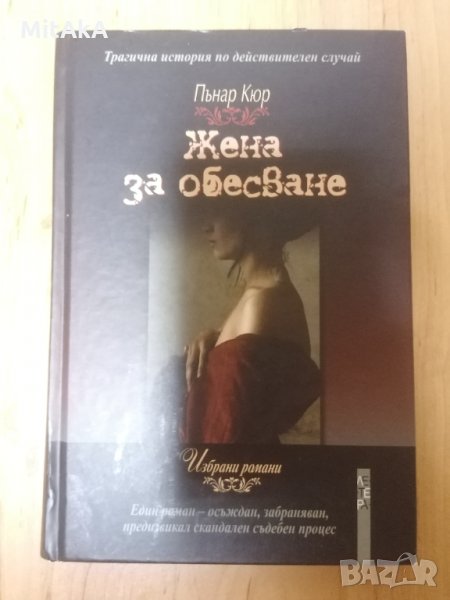 MitAkA
Трагична история по действителен случай
Пънар Кюр
Жена
за обесване
Избрани романи
ЛЕТЕРА
Един роман – осъждан, забраняван,
предизвикал скандален съдебен процес
BAZAR